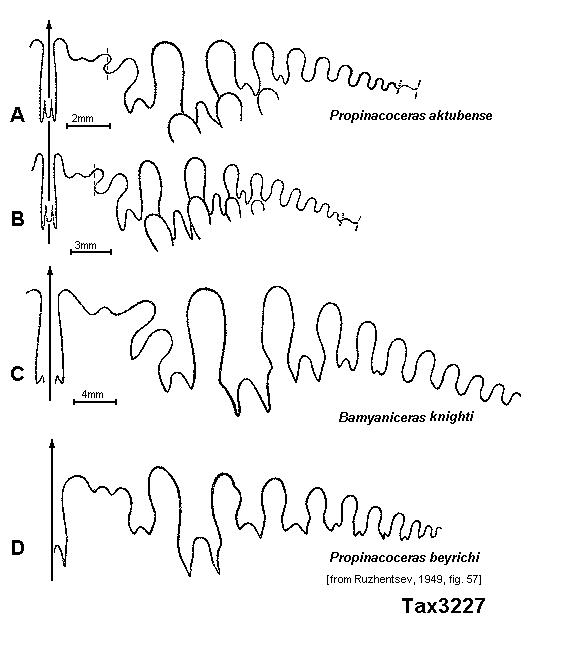 A
2mm
Propinacoceras aktubense
B
3mm
C
4mm
Bamyaniceras knighti
D
Propinacoceras beyrichi
[from Ruzhentsev, 1949, fig. 57]
Tax3227